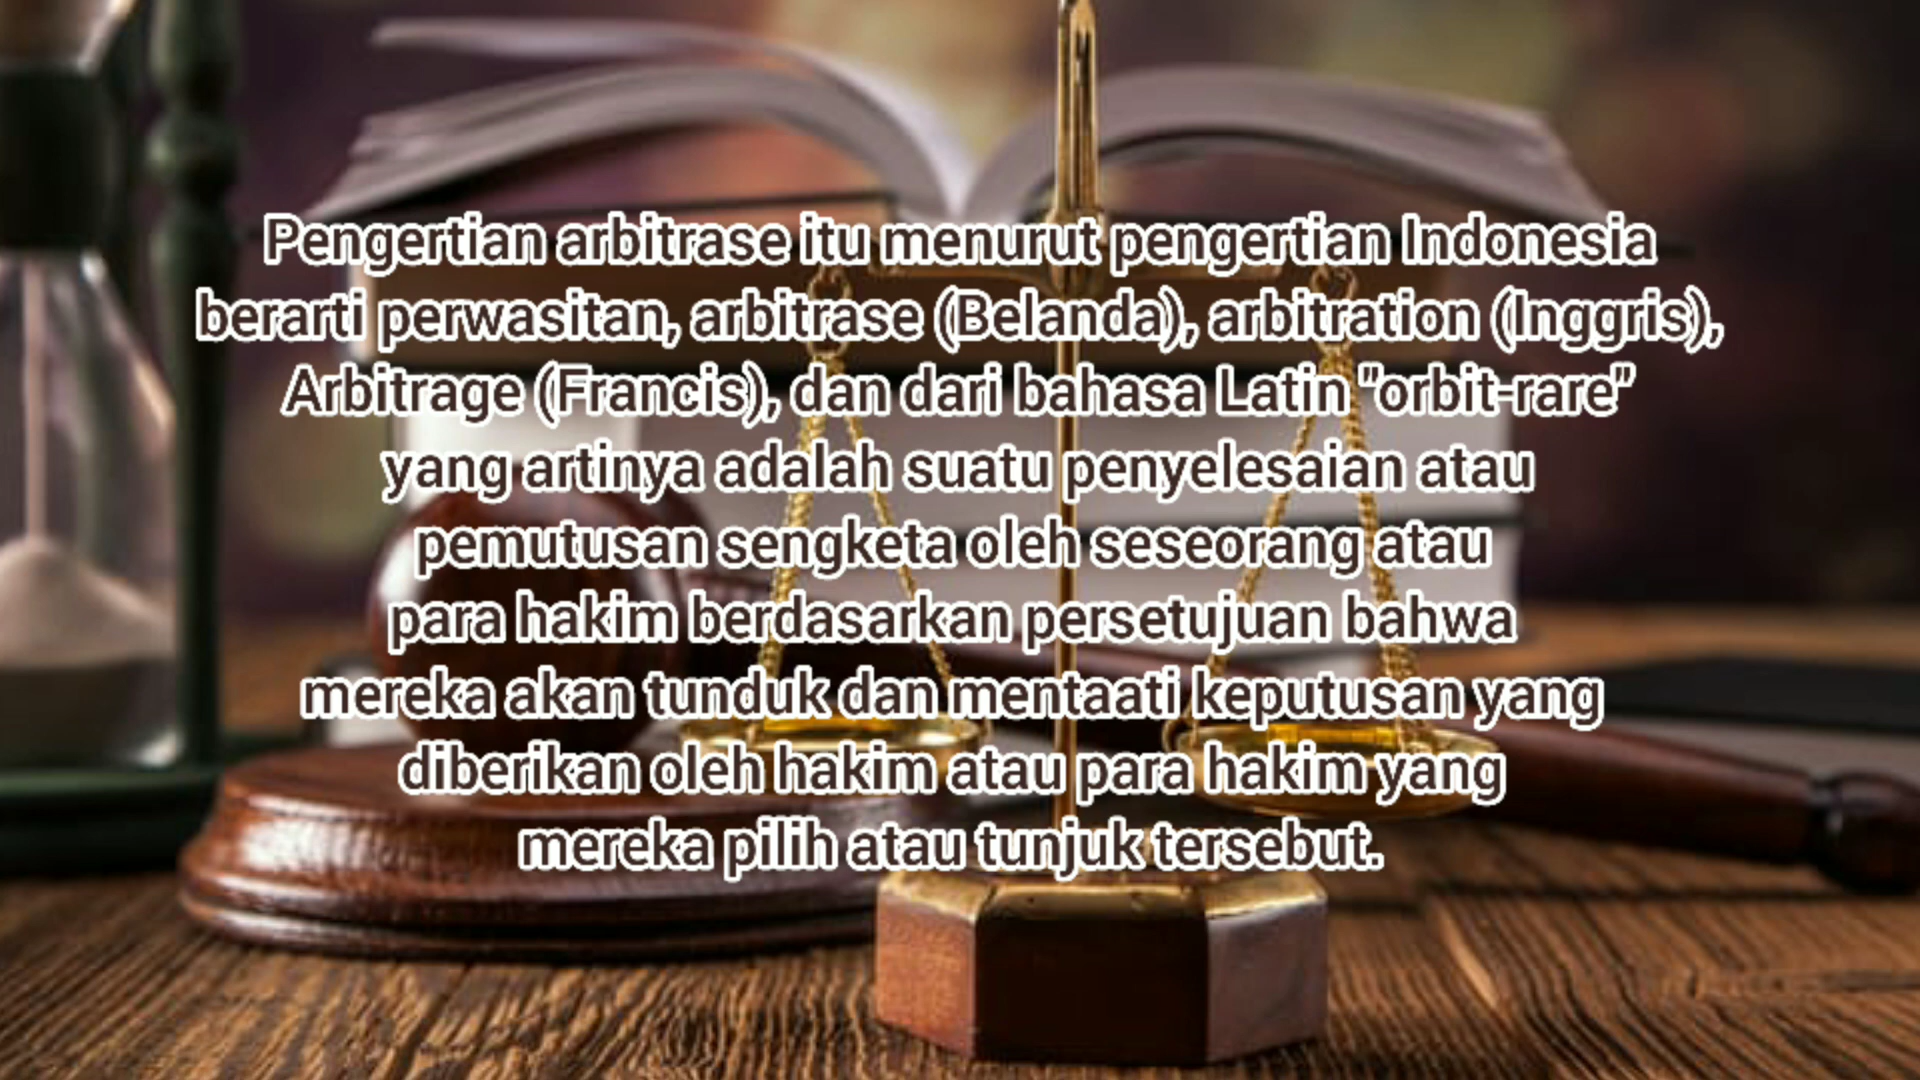 Pengertian arbitrase itu menurut pengertian Indonesia
berarti perwasitan, arbitrase (Belanda), arbitration (Inggris),
Arbitrage (Francis), dan dari bahasa Latin "orbit-rare"
yang artinya adalah suatu penyelesaian atau
pemutusan sengketa oleh seseorang atau
para hakim berdasarkan persetujuan bahwa
mereka akan tunduk dan mentaati keputusan yang
diberikan oleh hakim atau para hakim yang
mereka pilih atau tunjuk tersebut.